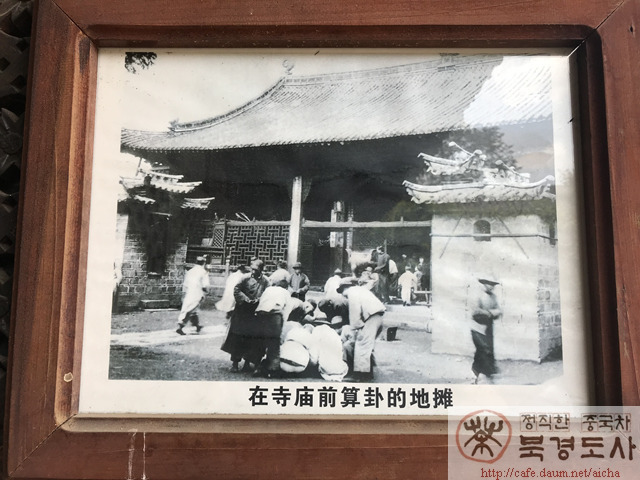 在寺庙前算卦的地摊
茶
정직한 중국차
북경도사
http://cafe.daum.net/aicha